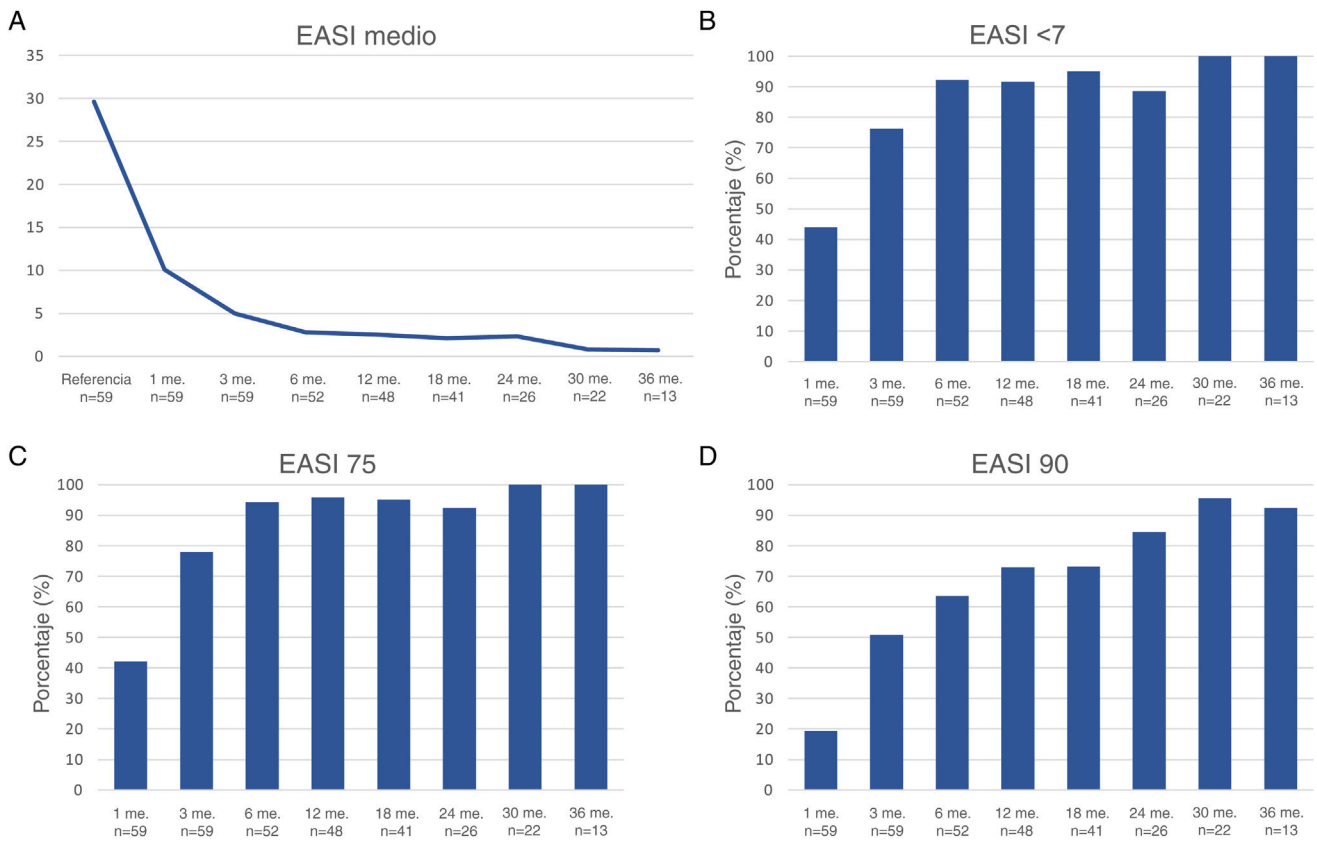 A
EASI medio
35
30
25
20
15
10
5
0
Referencia 1 me. 3 me. 6 me. 12 me. 18 me. 24 me. 30 me. 36 me.
n=59 n=59 n=59 n=52 n=48 n=41 n=26 n=22 n=13
B
EASI <7
Porcentaje (%)
100
90
80
70
60
50
40
30
20
10
0
1 me. 3 me. 6 me. 12 me. 18 me. 24 me. 30 me. 36 me.
n=59 n=59 n=52 n=48 n=41 n=26 n=22 n=13
C
EASI 75
Porcentaje (%)
100
90
80
70
60
50
40
30
20
10
0
1 me. 3 me. 6 me. 12 me. 18 me. 24 me. 30 me. 36 me.
n=59 n=59 n=52 n=48 n=41 n=26 n=22 n=13
D
EASI 90
Porcentaje (%)
100
90
80
70
60
50
40
30
20
10
0
1 me. 3 me. 6 me. 12 me. 18 me. 24 me. 30 me. 36 me.
n=59 n=59 n=52 n=48 n=41 n=26 n=22 n=13